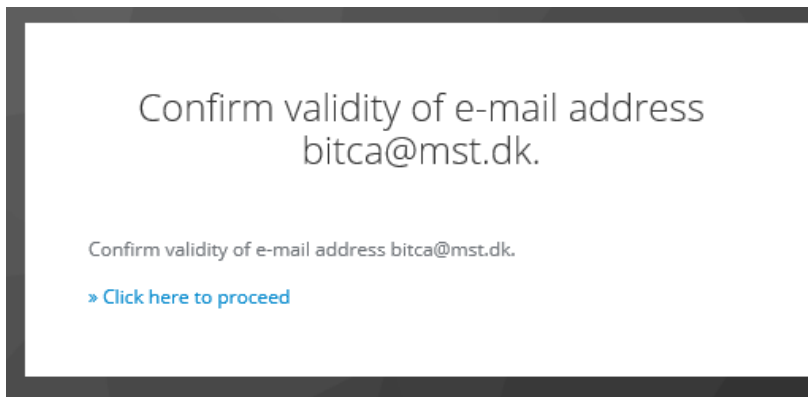 Confirm validity of e-mail address
bitca@mst.dk.
Confirm validity of e-mail address bitca@mst.dk.
» Click here to proceed